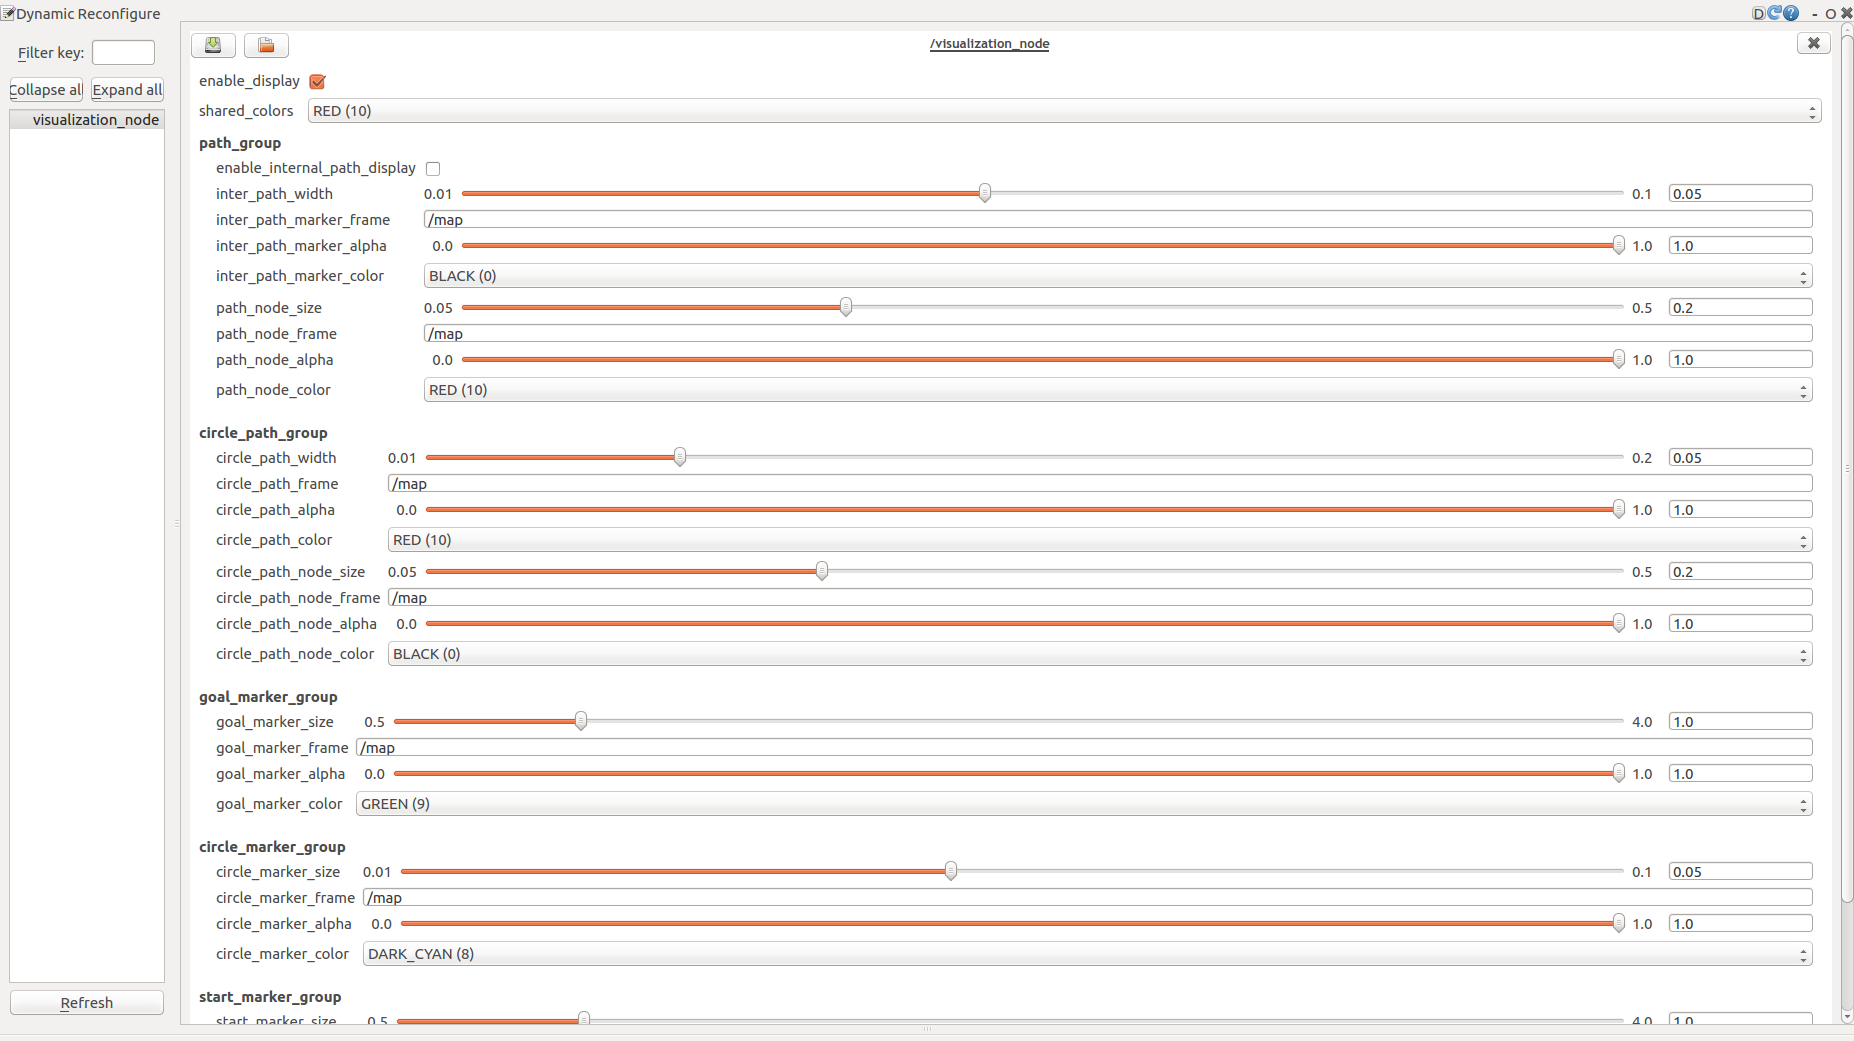 Dynamic Reconfigure
D ? - O ✖
Filter key:
Collapse all Expand all
visualization_node
Refresh
/visualization_node
enable_display
shared_colors RED (10)
path_group
enable_internal_path_display
inter_path_width 0.01 0.1 0.05
inter_path_marker_frame /map
inter_path_marker_alpha 0.0 1.0 1.0
inter_path_marker_color BLACK (0)
path_node_size 0.05 0.5 0.2
path_node_frame /map
path_node_alpha 0.0 1.0 1.0
path_node_color RED (10)
circle_path_group
circle_path_width 0.01 0.2 0.05
circle_path_frame /map
circle_path_alpha 0.0 1.0 1.0
circle_path_color RED (10)
circle_path_node_size 0.05 0.5 0.2
circle_path_node_frame /map
circle_path_node_alpha 0.0 1.0 1.0
circle_path_node_color BLACK (0)
goal_marker_group
goal_marker_size 0.5 4.0 1.0
goal_marker_frame /map
goal_marker_alpha 0.0 1.0 1.0
goal_marker_color GREEN (9)
circle_marker_group
circle_marker_size 0.01 0.1 0.05
circle_marker_frame /map
circle_marker_alpha 0.0 1.0 1.0
circle_marker_color DARK_CYAN (8)
start_marker_group
start_marker_size 0.5 4.0 1.0